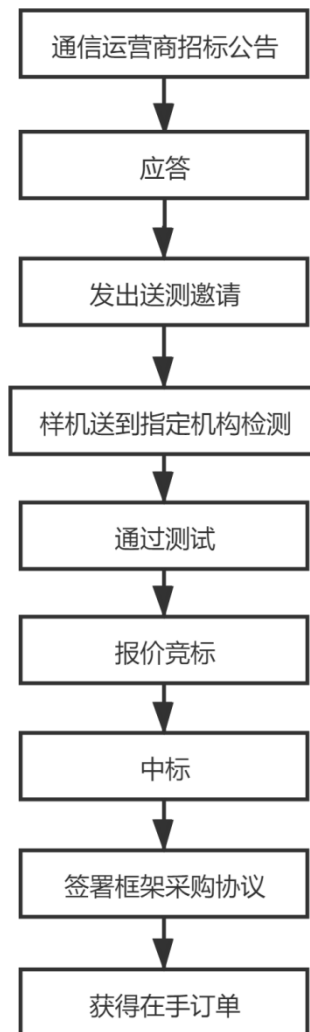 通信运营商招标公告
应答
发出送测邀请
样机送到指定机构检测
通过测试
报价竞标
中标
签署框架采购协议
获得在手订单